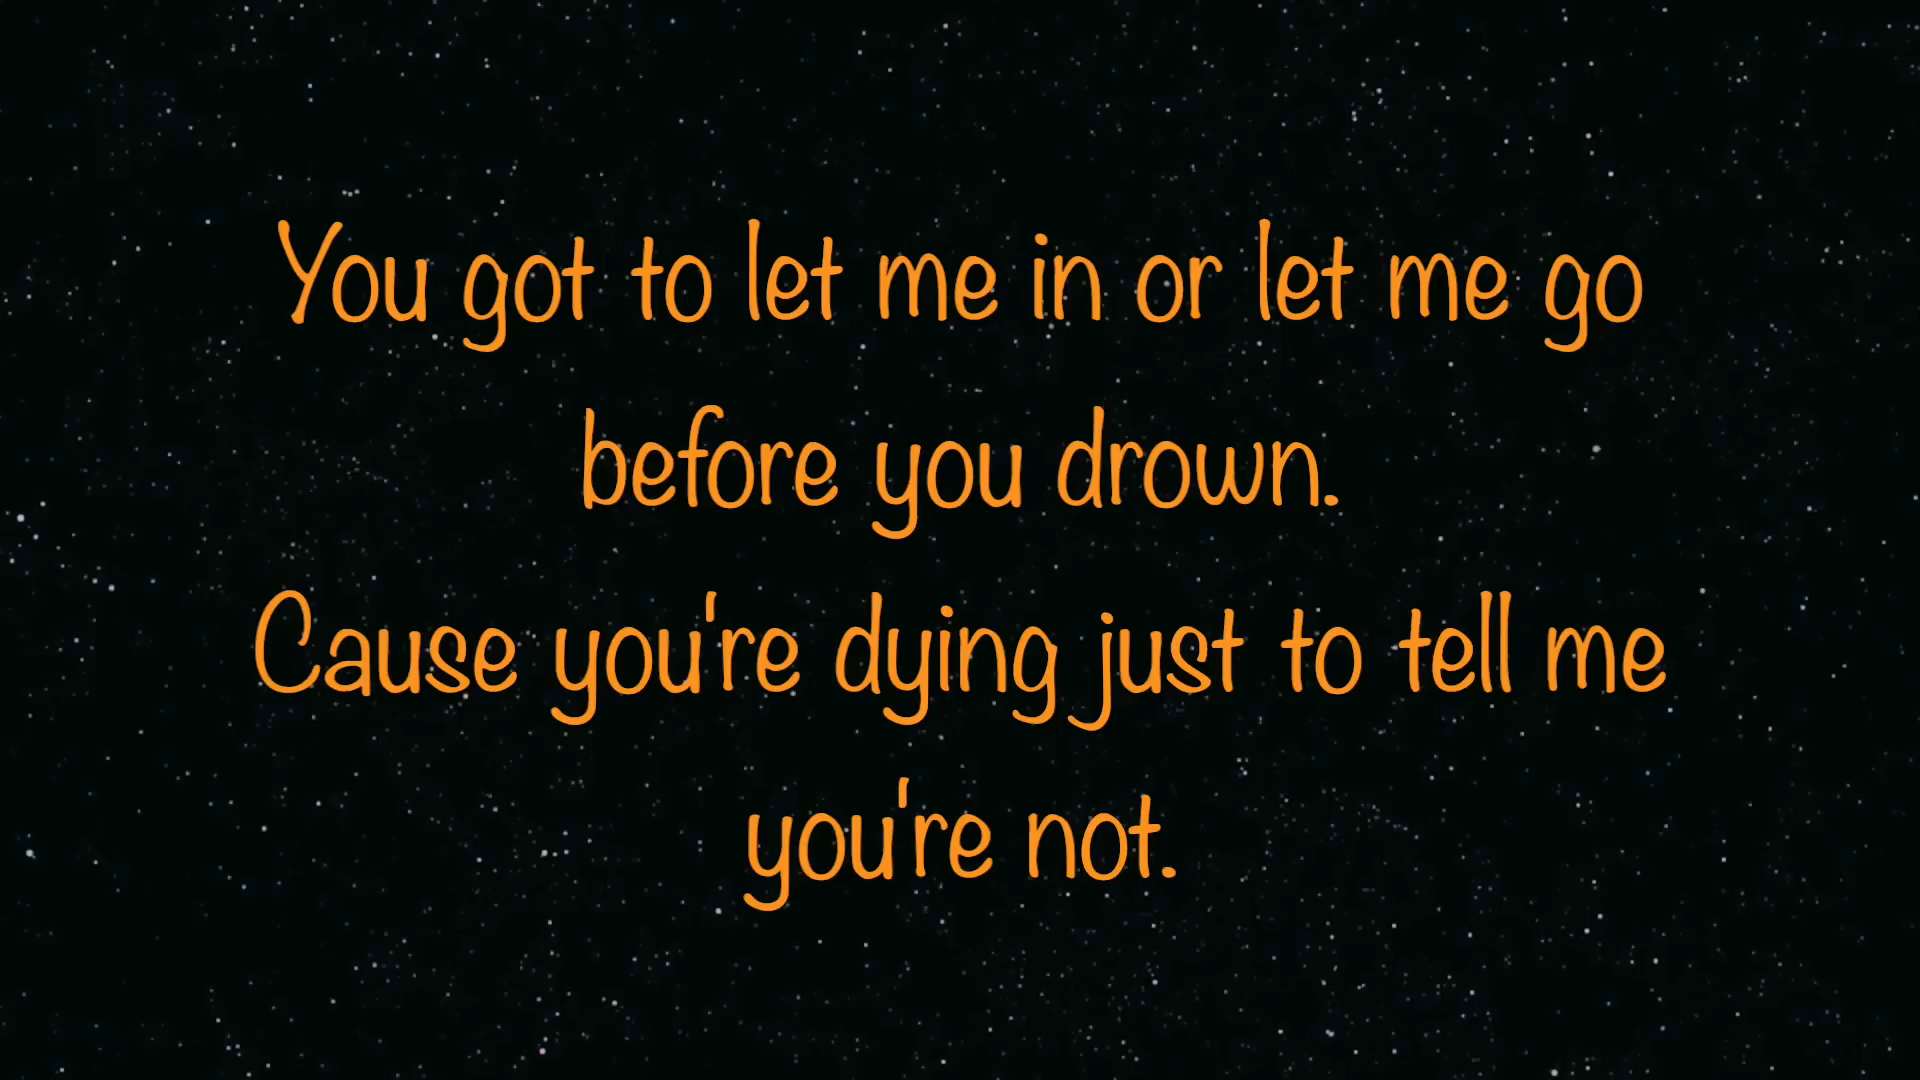 You got to let me in or let me go
before you drown.
Cause you're dying just to tell me
you're not.